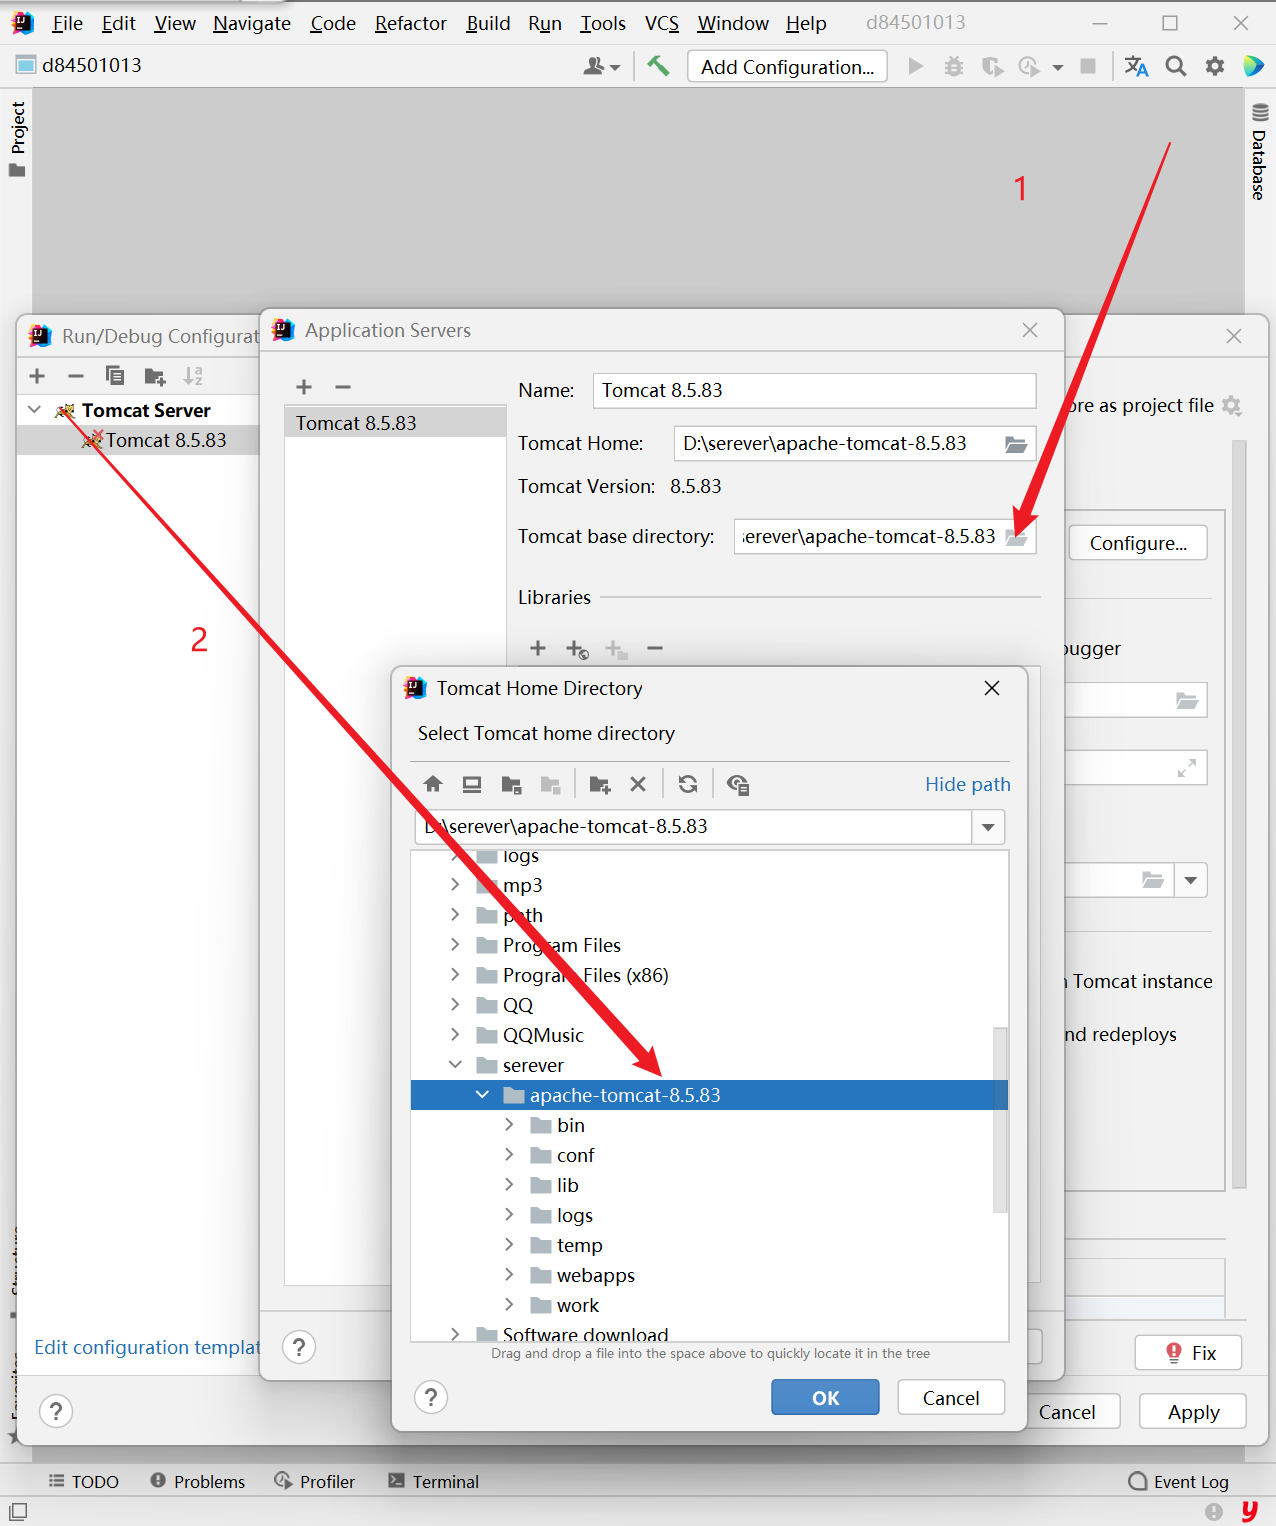 File Edit View Navigate Code Refactor Build Run Tools VCS Window Help d84501013
d84501013 Add Configuration...
Project
Database
1
Run/Debug Configurat
Application Servers
Name: Tomcat 8.5.83
ore as project file
Tomcat Server
Tomcat 8.5.83
Tomcat 8.5.83
Tomcat Home: D:\serever\apache-tomcat-8.5.83
Tomcat Version: 8.5.83
Tomcat base directory: serever\apache-tomcat-8.5.83
Configure...
Libraries
2
bugger
Tomcat Home Directory
Select Tomcat home directory
Hide path
D:\serever\apache-tomcat-8.5.83
logs
mp3
path
Program Files
Program Files (x86)
QQ
QQMusic
serever
apache-tomcat-8.5.83
bin
conf
lib
logs
temp
webapps
work
Software download
Drag and drop a file into the space above to quickly locate it in the tree
OK Cancel
n Tomcat instance
nd redeploys
Structure
Favorites
Edit configuration templat
Fix
Cancel Apply
TODO Problems Profiler Terminal Event Log